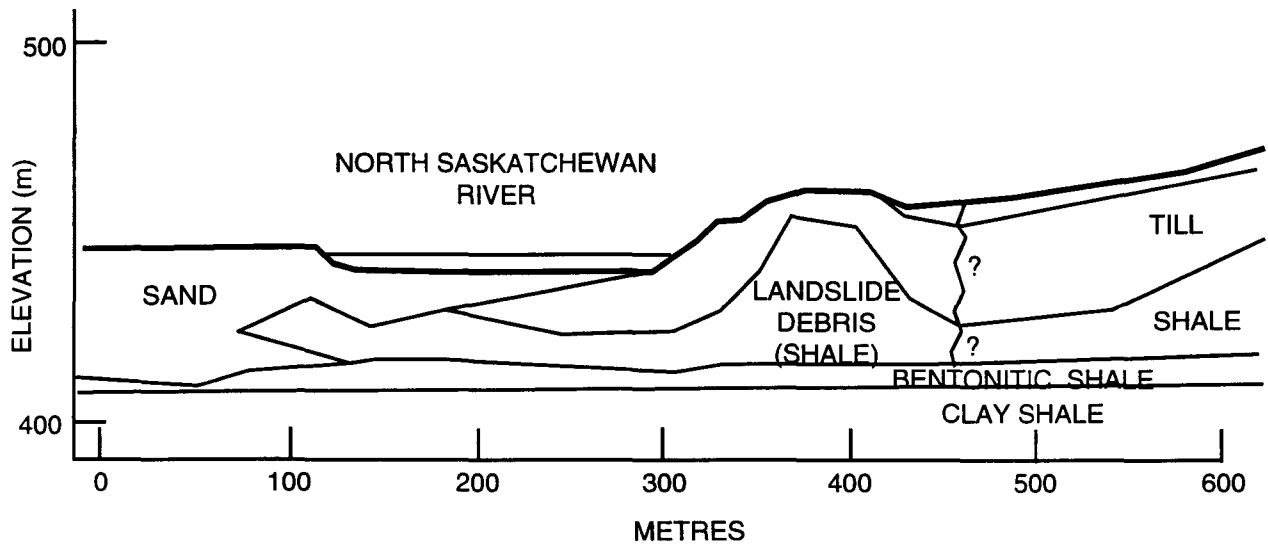 500
NORTH SASKATCHEWAN
RIVER
ELEVATION (m)
TILL
?
SAND
LANDSLIDE
DEBRIS
(SHALE)
SHALE
?
BENTONITIC SHALE
CLAY SHALE
400
0 100 200 300 400 500 600
METRES